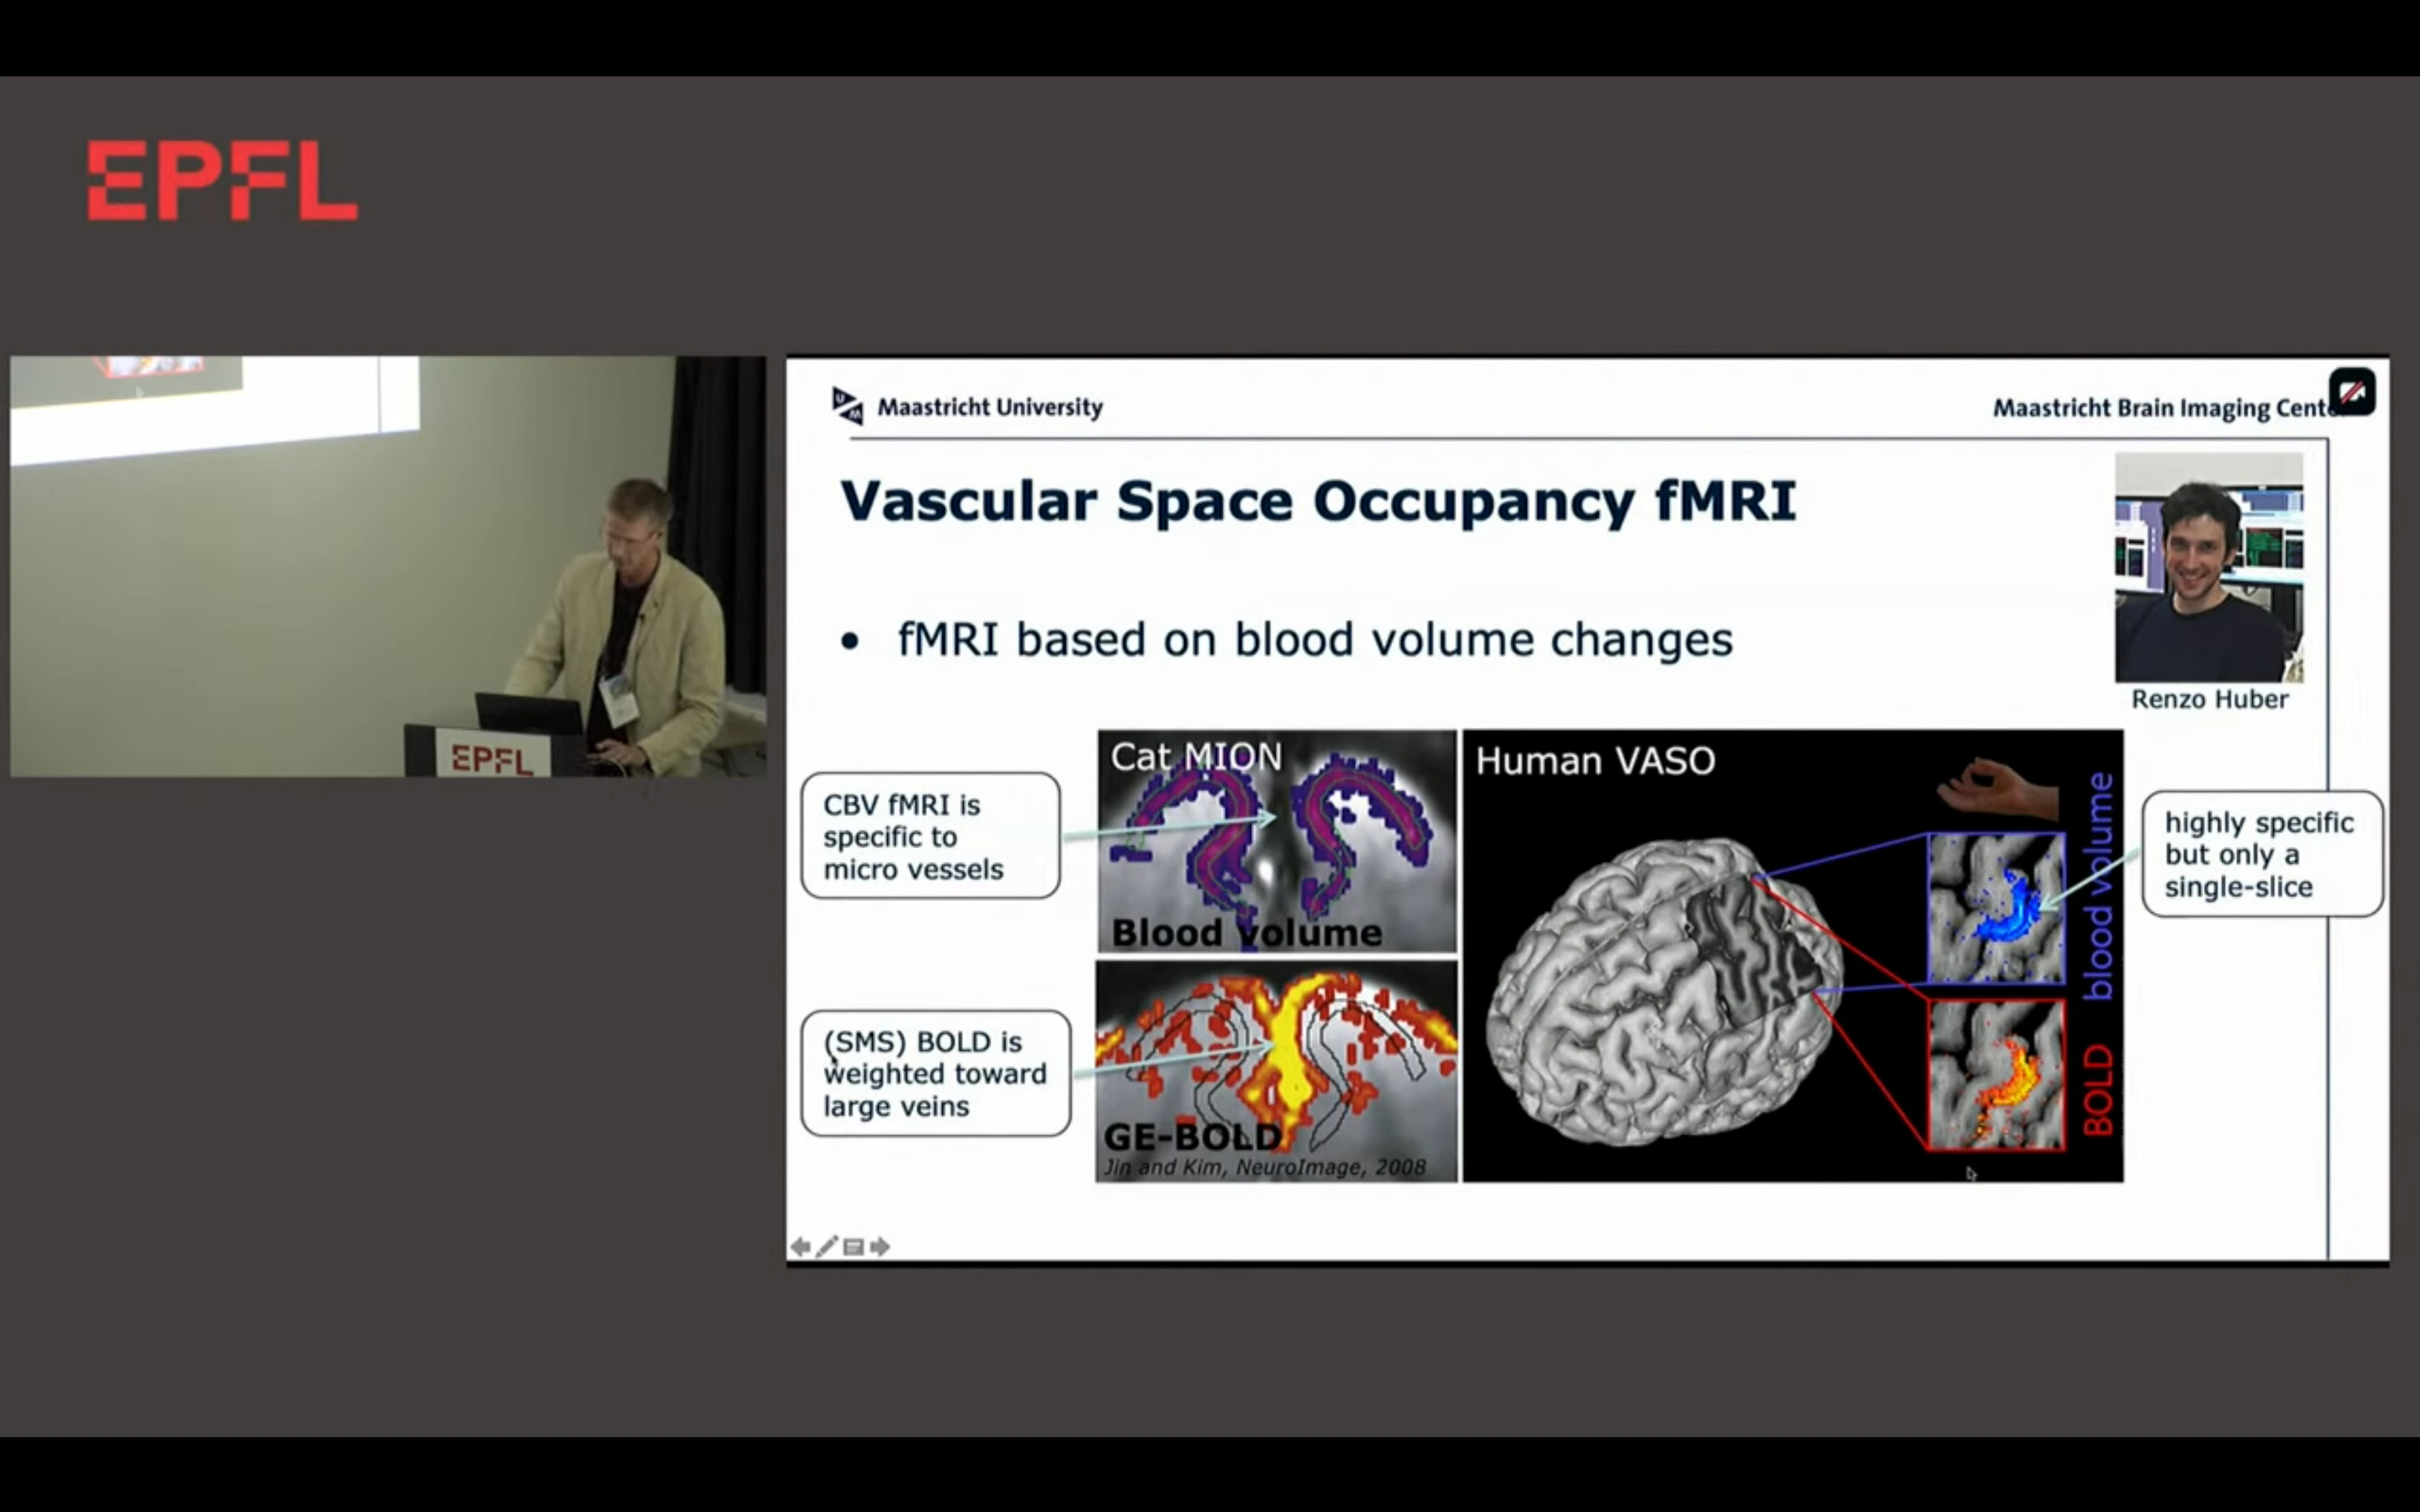 EPFL
EPFL
Maastricht University
Maastricht Brain Imaging Cent
Vascular Space Occupancy fMRI
• fMRI based on blood volume changes
Renzo Huber
CBV fMRI is
specific to
micro vessels
Cat MION
Blood volume
(SMS) BOLD is
weighted toward
large veins
GE-BOLD
Jin and Kim, NeuroImage, 2008
Human VASO
blood volume
BOLD
highly specific
but only a
single-slice